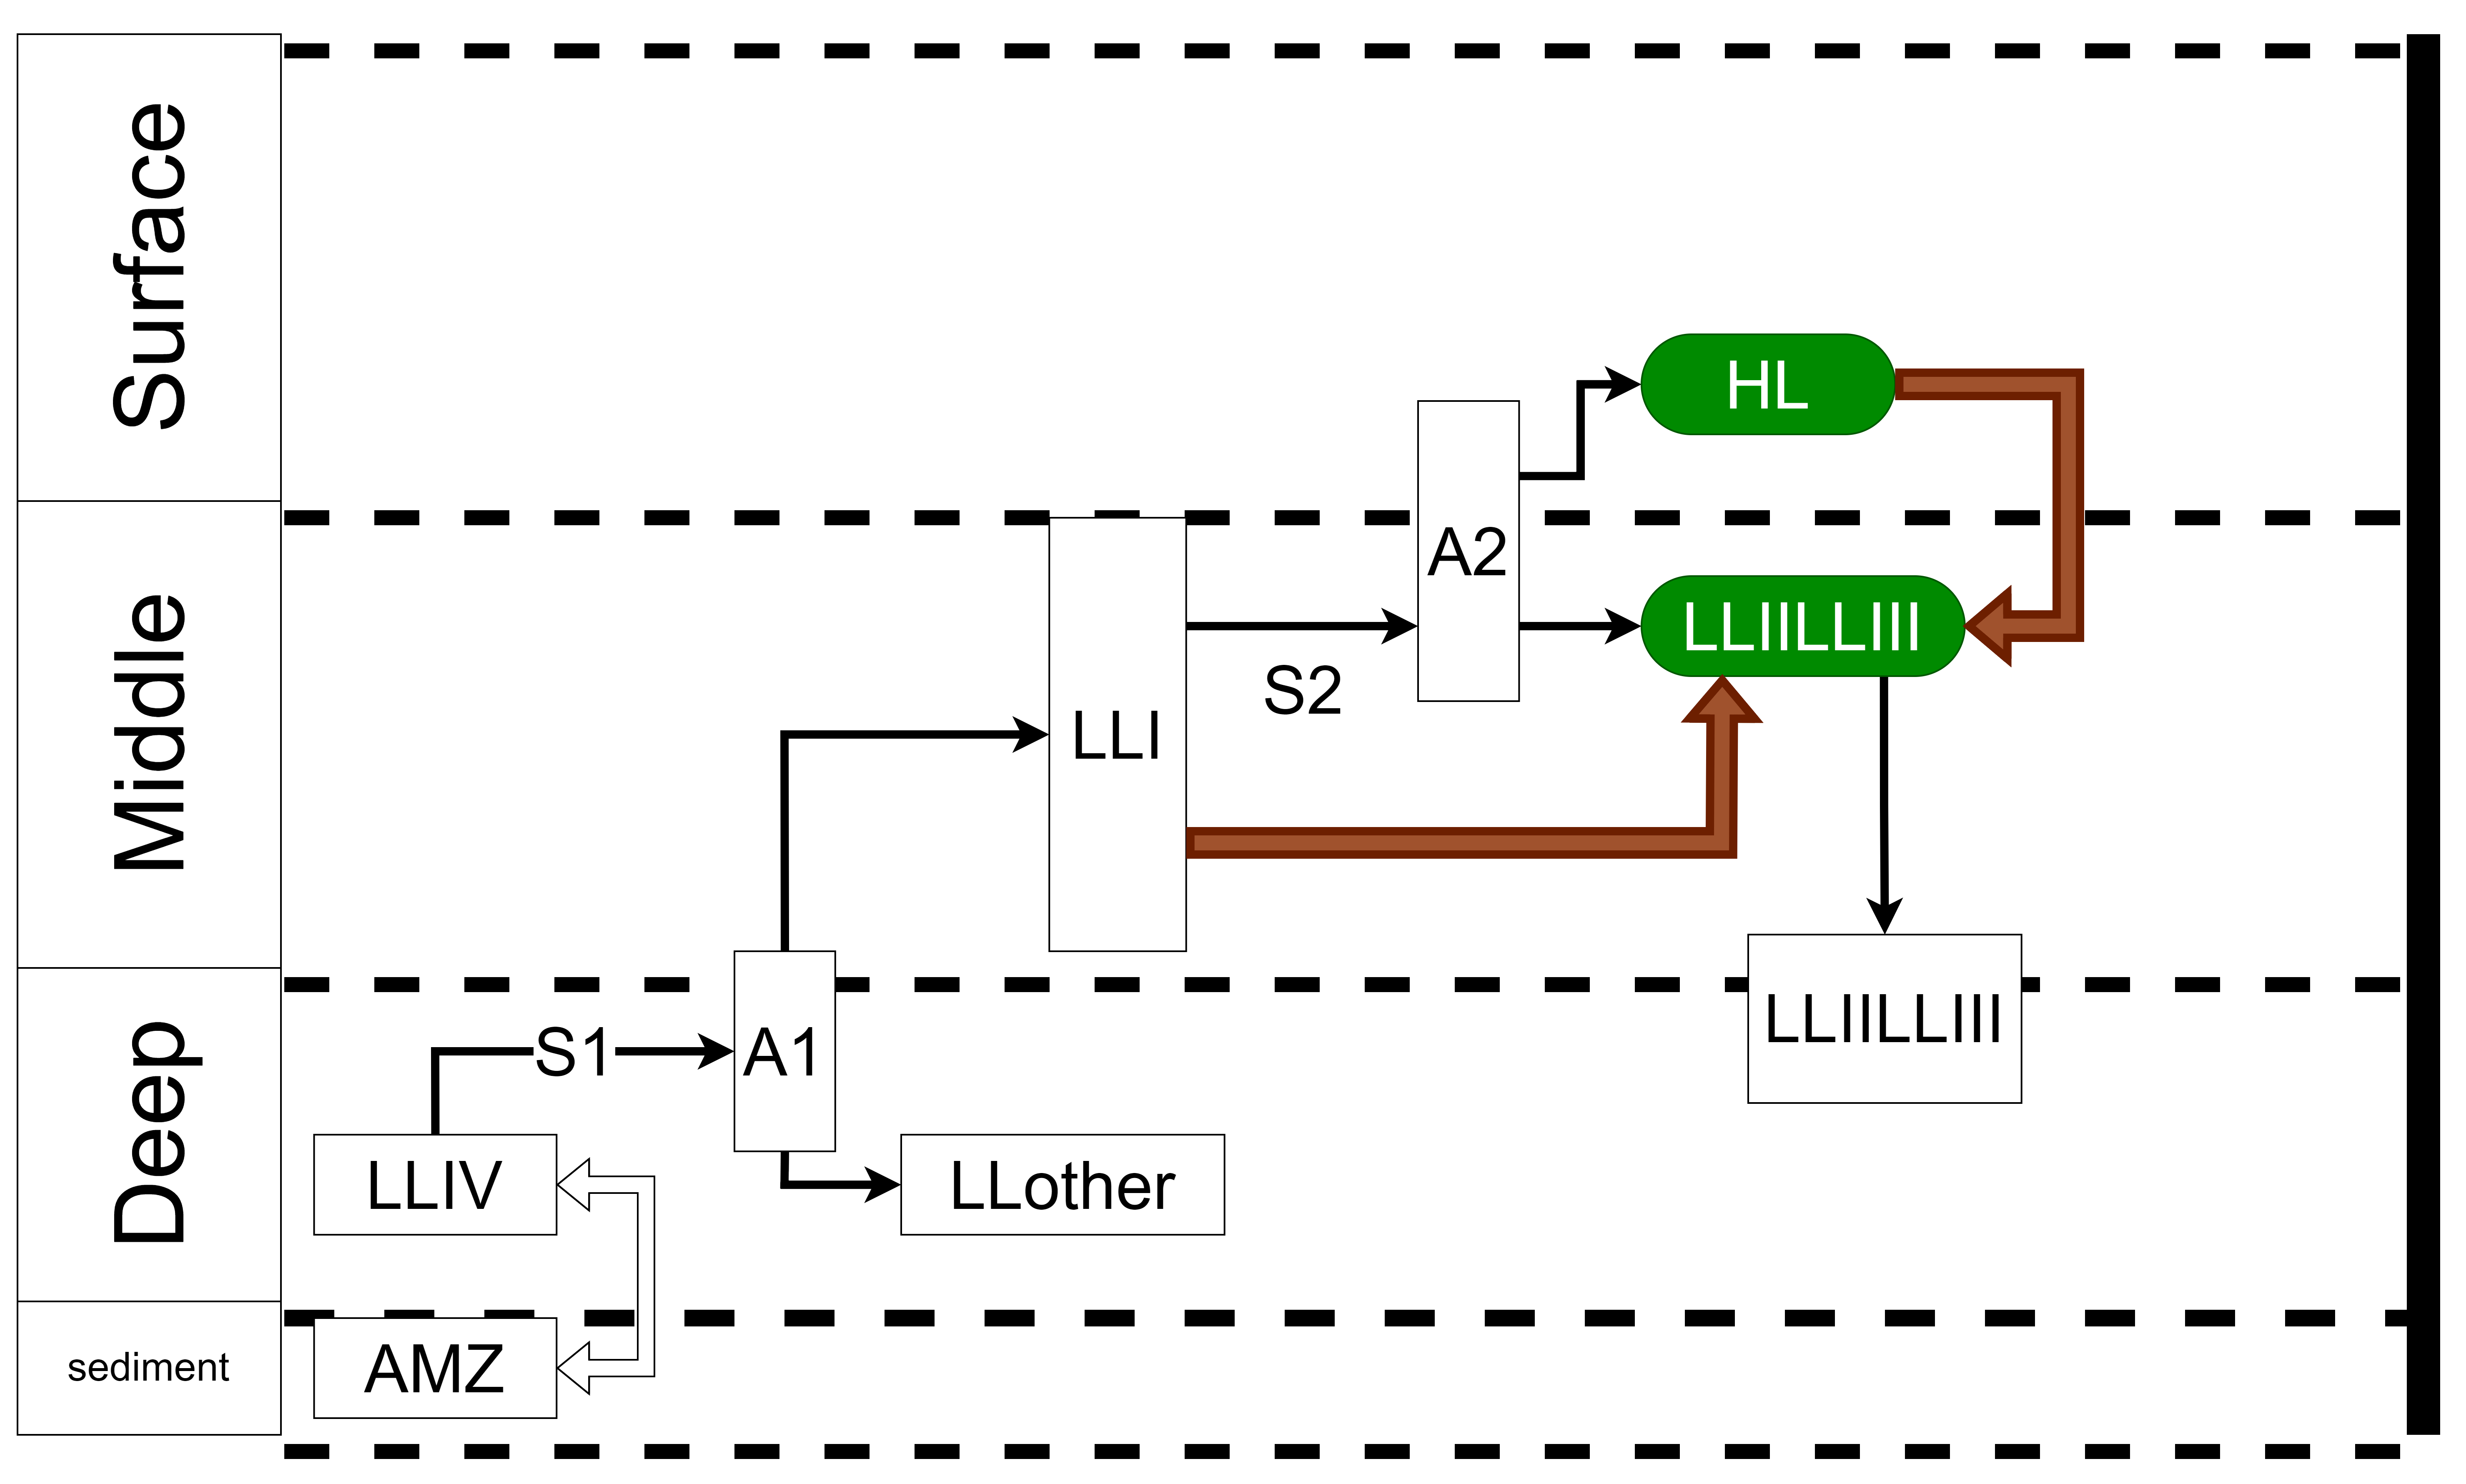 Surface
HL
A2
Middle
LLIILLIII
S2
LLI
Deep
LLIILLIII
S1
A1
LLIV
LLother
sediment
AMZ